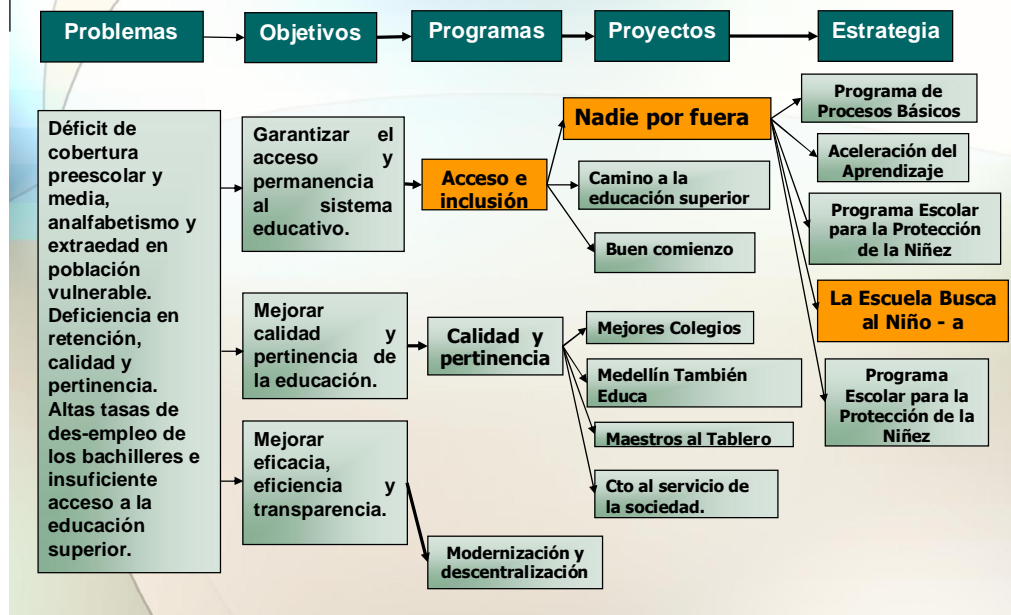 Problemas
Objetivos
Programas
Proyectos
Estrategia
Déficit de
cobertura
preescolar y
media,
analfabetismo y
extraedad en
población
vulnerable.
Deficiencia en
retención,
calidad y
pertinencia.
Altas tasas de
des-empleo de
los bachilleres e
insuficiente
acceso a la
educación
superior.
Garantizar el
acceso y
permanencia
al sistema
educativo.
Mejorar
calidad y
pertinencia de
la educación.
Mejorar
eficacia,
eficiencia y
transparencia.
Acceso e
inclusión
Calidad y
pertinencia
Modernización y
descentralización
Nadie por fuera
Camino a la
educación superior
Buen comienzo
Mejores Colegios
Medellín También
Educa
Maestros al Tablero
Cto al servicio de
la sociedad.
Programa de
Procesos Básicos
Aceleración del
Aprendizaje
Programa Escolar
para la Protección
de la Niñez
La Escuela Busca
al Niño - a
Programa
Escolar para la
Protección de la
Niñez